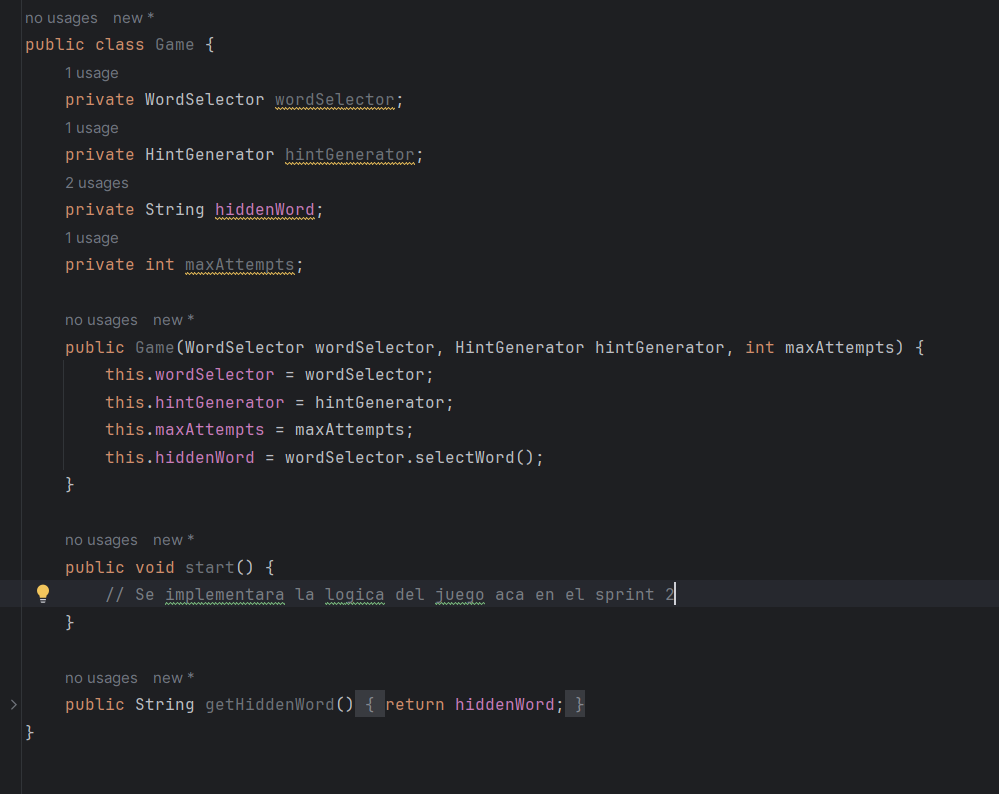 no usages   new *
public class Game {
1 usage
private WordSelector wordSelector;
1 usage
private HintGenerator hintGenerator;
2 usages
private String hiddenWord;
1 usage
private int maxAttempts;
no usages   new *
public Game(WordSelector wordSelector, HintGenerator hintGenerator, int maxAttempts) {
this.wordSelector = wordSelector;
this.hintGenerator = hintGenerator;
this.maxAttempts = maxAttempts;
this.hiddenWord = wordSelector.selectWord();
}
no usages   new *
public void start() {
// Se implementara la logica del juego aca en el sprint 2
}
no usages   new *
public String getHiddenWord() { return hiddenWord; }
}